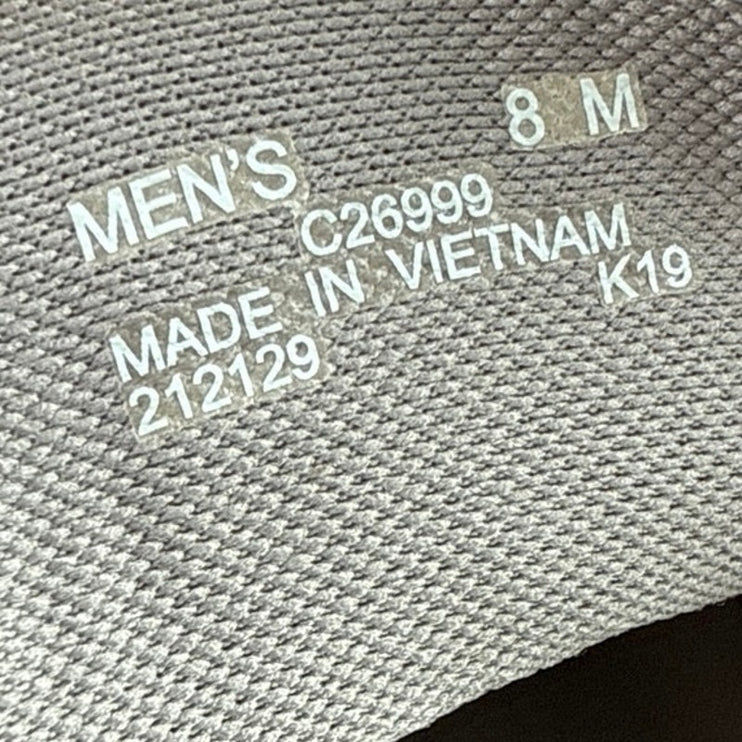 8 M
MEN'S
C26999
MADE IN VIETNAM
K19
212129